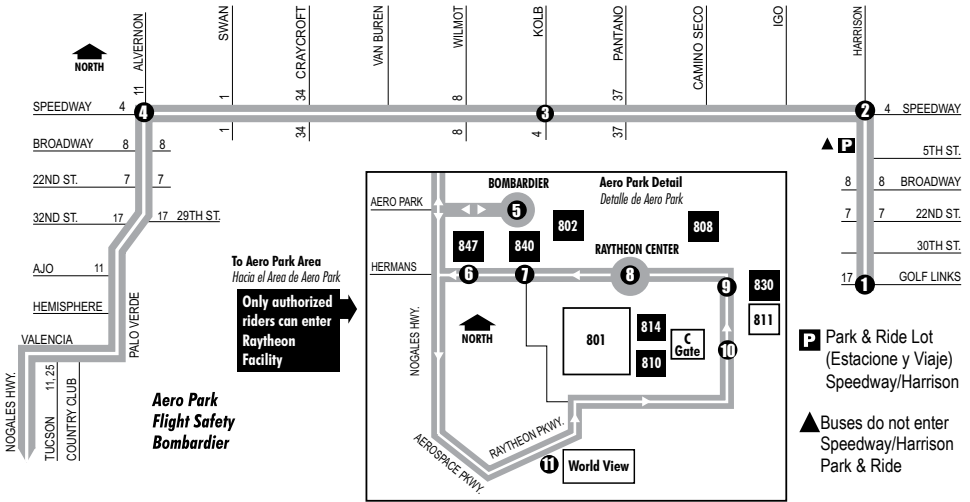 NORTH
ALVERNON
11
SWAN
1
CRAYCROFT
34
VAN BUREN
WILMOT
8
KOLB
PANTANO
37
CAMINO SECO
IGO
HARRISON
SPEEDWAY 4
4
3
2
4 SPEEDWAY
1
34
8
4
37
BROADWAY 8 8
22ND ST. 7 7
32ND ST. 17 17 29TH ST.
AJO 11
HEMISPHERE
VALENCIA
PALO VERDE
NOGALES HWY.
TUCSON 11, 25
COUNTRY CLUB
Aero Park
Flight Safety
Bombardier
P
5TH ST.
8 8 BROADWAY
7 7 22ND ST.
30TH ST.
17 1 GOLF LINKS
To Aero Park Area
Hacia el Area de Aero Park
Only authorized
riders can enter
Raytheon
Facility
BOMBARDIER
Aero Park Detail
Detalle de Aero Park
AERO PARK
5
802
808
847
840
RAYTHEON CENTER
HERMANS
6
7
8
9
830
811
NORTH
801
814
810
C
Gate
10
NOGALES HWY.
RAYTHEON PKWY.
AEROSPACE PKWY.
11
World View
P Park & Ride Lot
(Estacione y Viaje)
Speedway/Harrison
Buses do not enter
Speedway/Harrison
Park & Ride